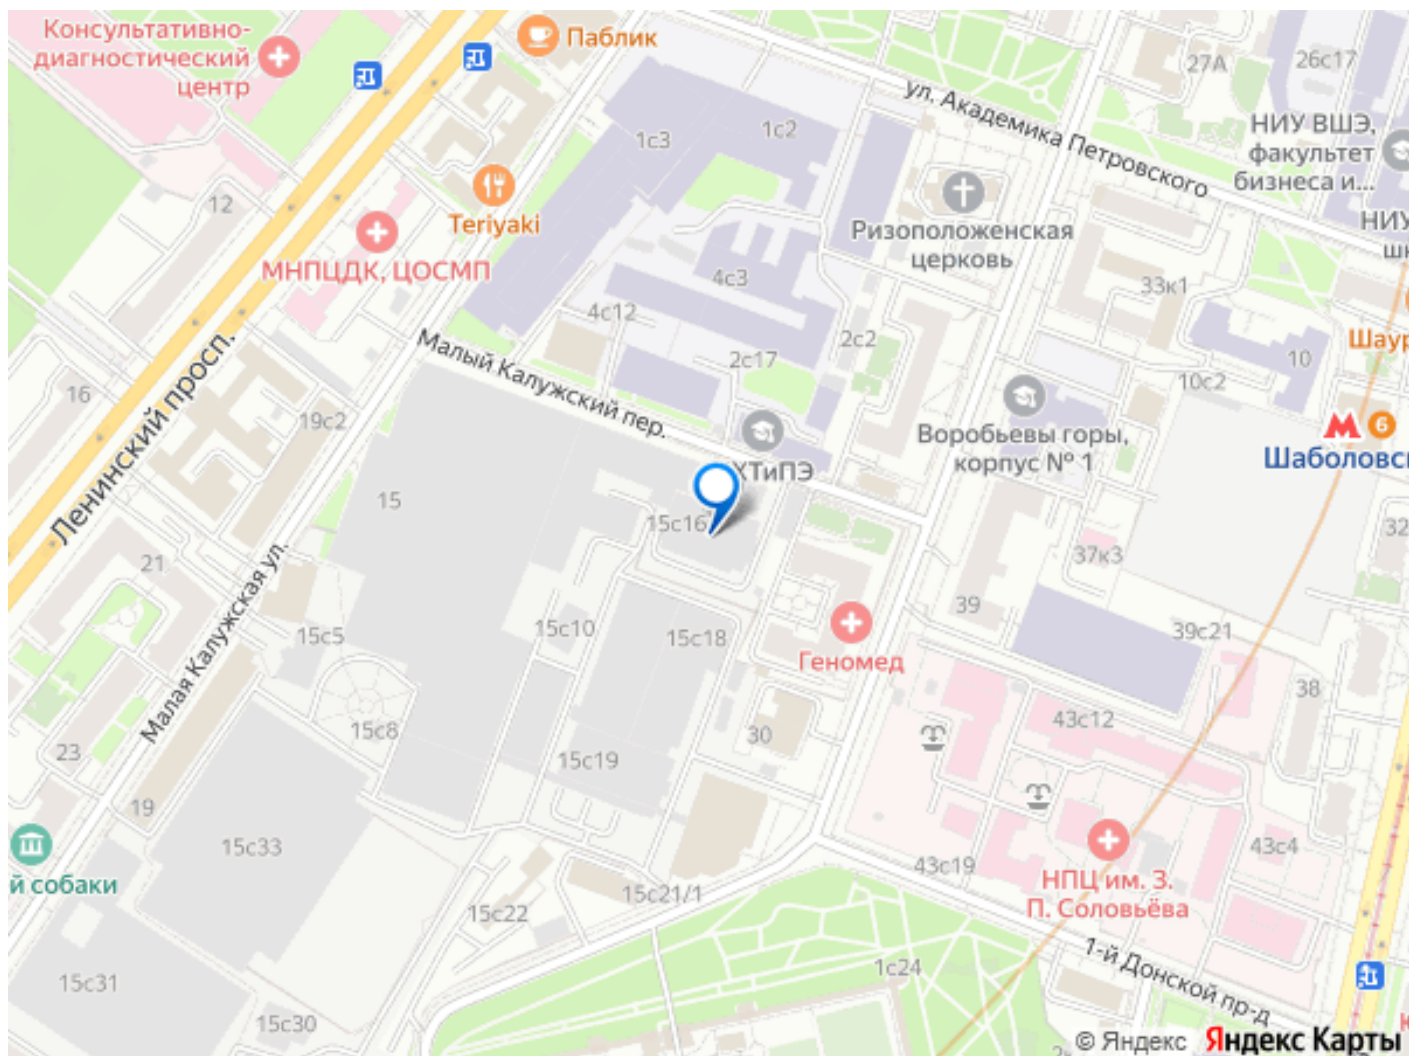 Консультативно-
диагностический
центр
Паблик
27А
26с17
ул. Академика Петровского
НИУ ВШЭ,
факультет
бизнеса и...
1с3
1с2
12
Teriyaki
МНПЦДК, ЦОСМП
Ризоположенская
церковь
НИУ
4с3
33к1
4с12
2с2
Малый Калужский пер.
2с17
10
10с2
Ленинский просп.
16
19с2
Воробьевы горы,
корпус № 1
6
ХТиПЭ
15
15с16
32
37к3
21
39
Малая Калужская ул.
15с5
15с10
15с18
39с21
Геномед
38
43с12
15с8
30
23
15с19
19
15с33
43с19
43с4
й собаки
НПЦ им. З.
П. Соловьёва
15с21/1
15с22
1-й Донской пр-д
1с24
15с31
15с30
© Яндекс Яндекс Карты